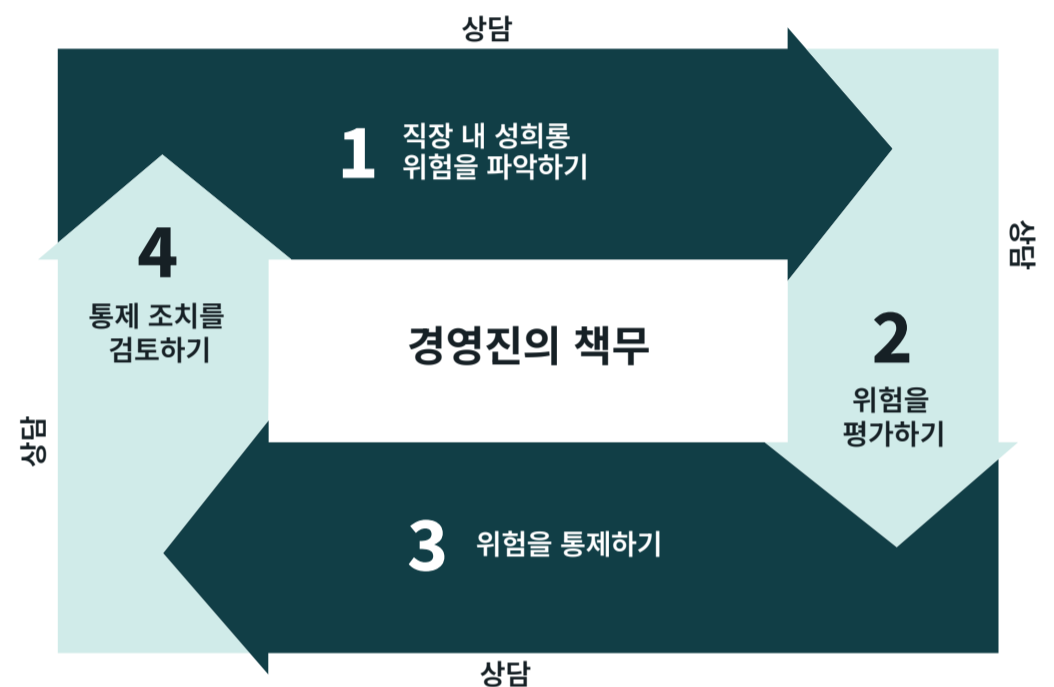 상담
1
직장 내 성희롱
위험을 파악하기
상담
2
위험을
평가하기
3
위험을 통제하기
상담
4
통제 조치를
검토하기
상담
경영진의 책무